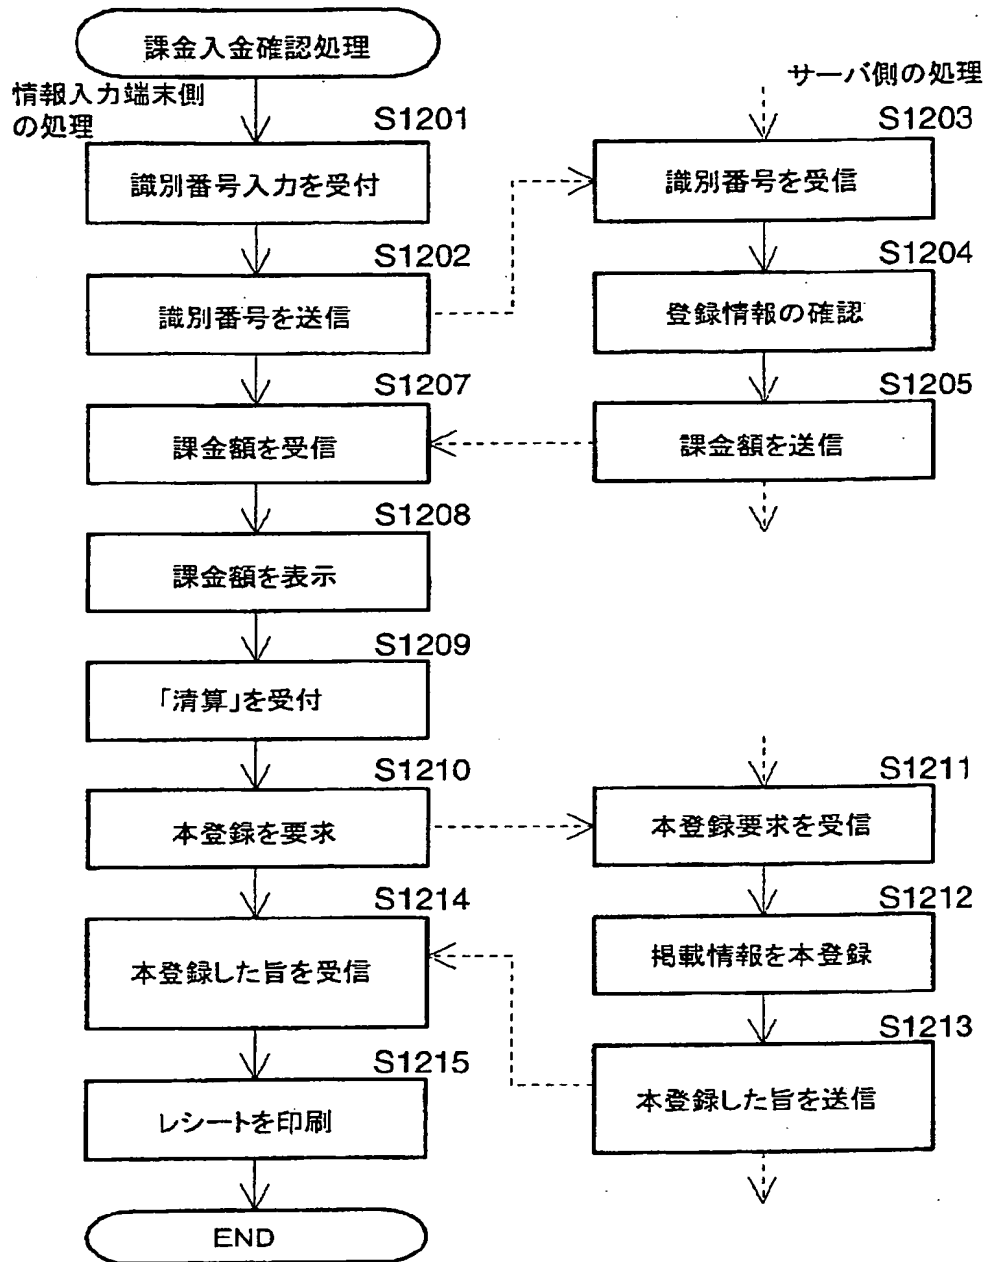 課金入金確認処理
情報入力端末側
の処理
サーバ側の処理
S1201
識別番号入力を受付
S1203
識別番号を受信
S1202
識別番号を送信
S1204
登録情報の確認
S1207
課金額を受信
S1205
課金額を送信
S1208
課金額を表示
S1209
「清算」を受付
S1210
本登録を要求
S1211
本登録要求を受信
S1214
本登録した旨を受信
S1212
掲載情報を本登録
S1213
本登録した旨を送信
S1215
レシートを印刷
END